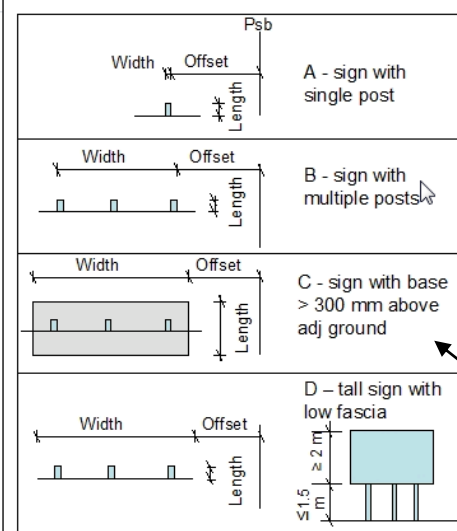 Psb
Width
Offset
Length
A - sign with
single post
Width
Offset
Length
B - sign with
multiple posts
Width
Offset
Length
C - sign with base
> 300 mm above
adj ground
Width
Offset
Length
D – tall sign with
low fascia
≥ 2 m
≤1.5
m